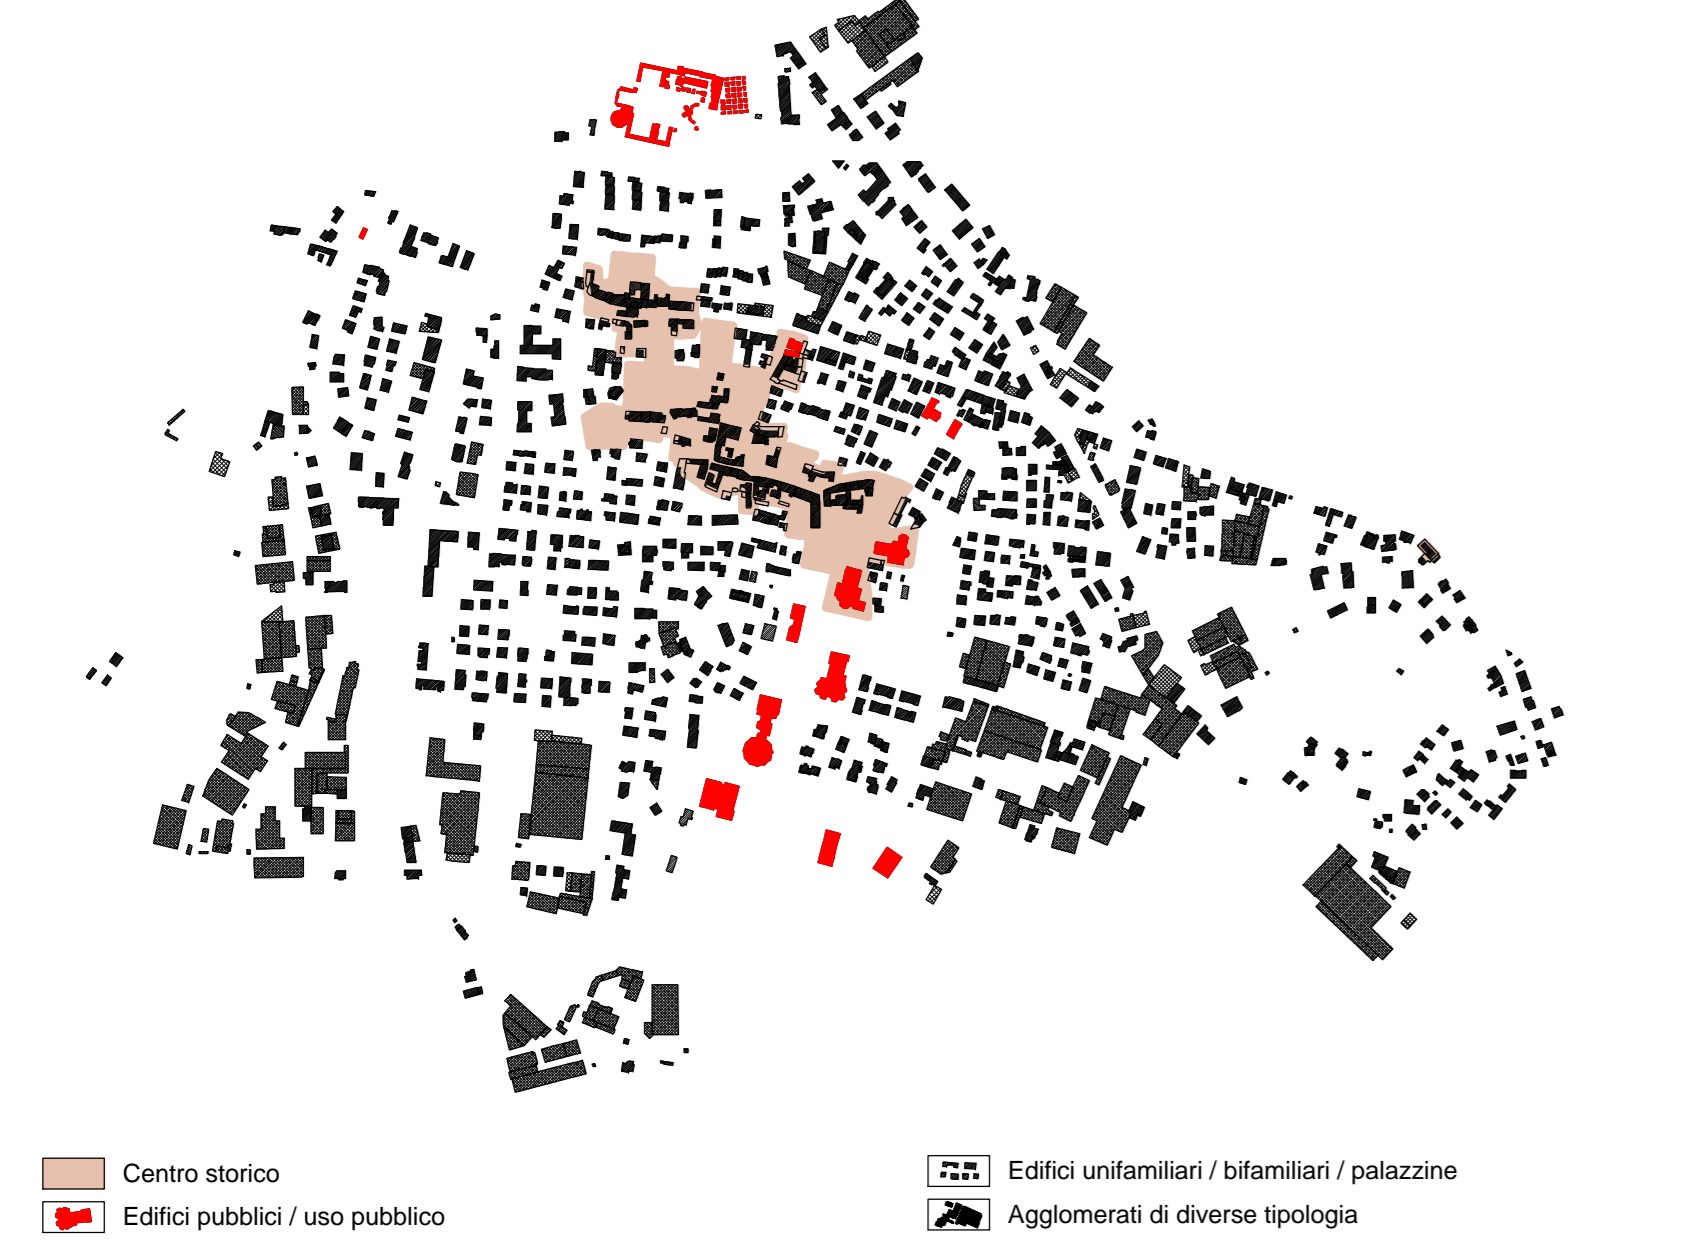 Centro storico
Edifici pubblici / uso pubblico
Edifici unifamiliari / bifamiliari / palazzine
Agglomerati di diverse tipologia